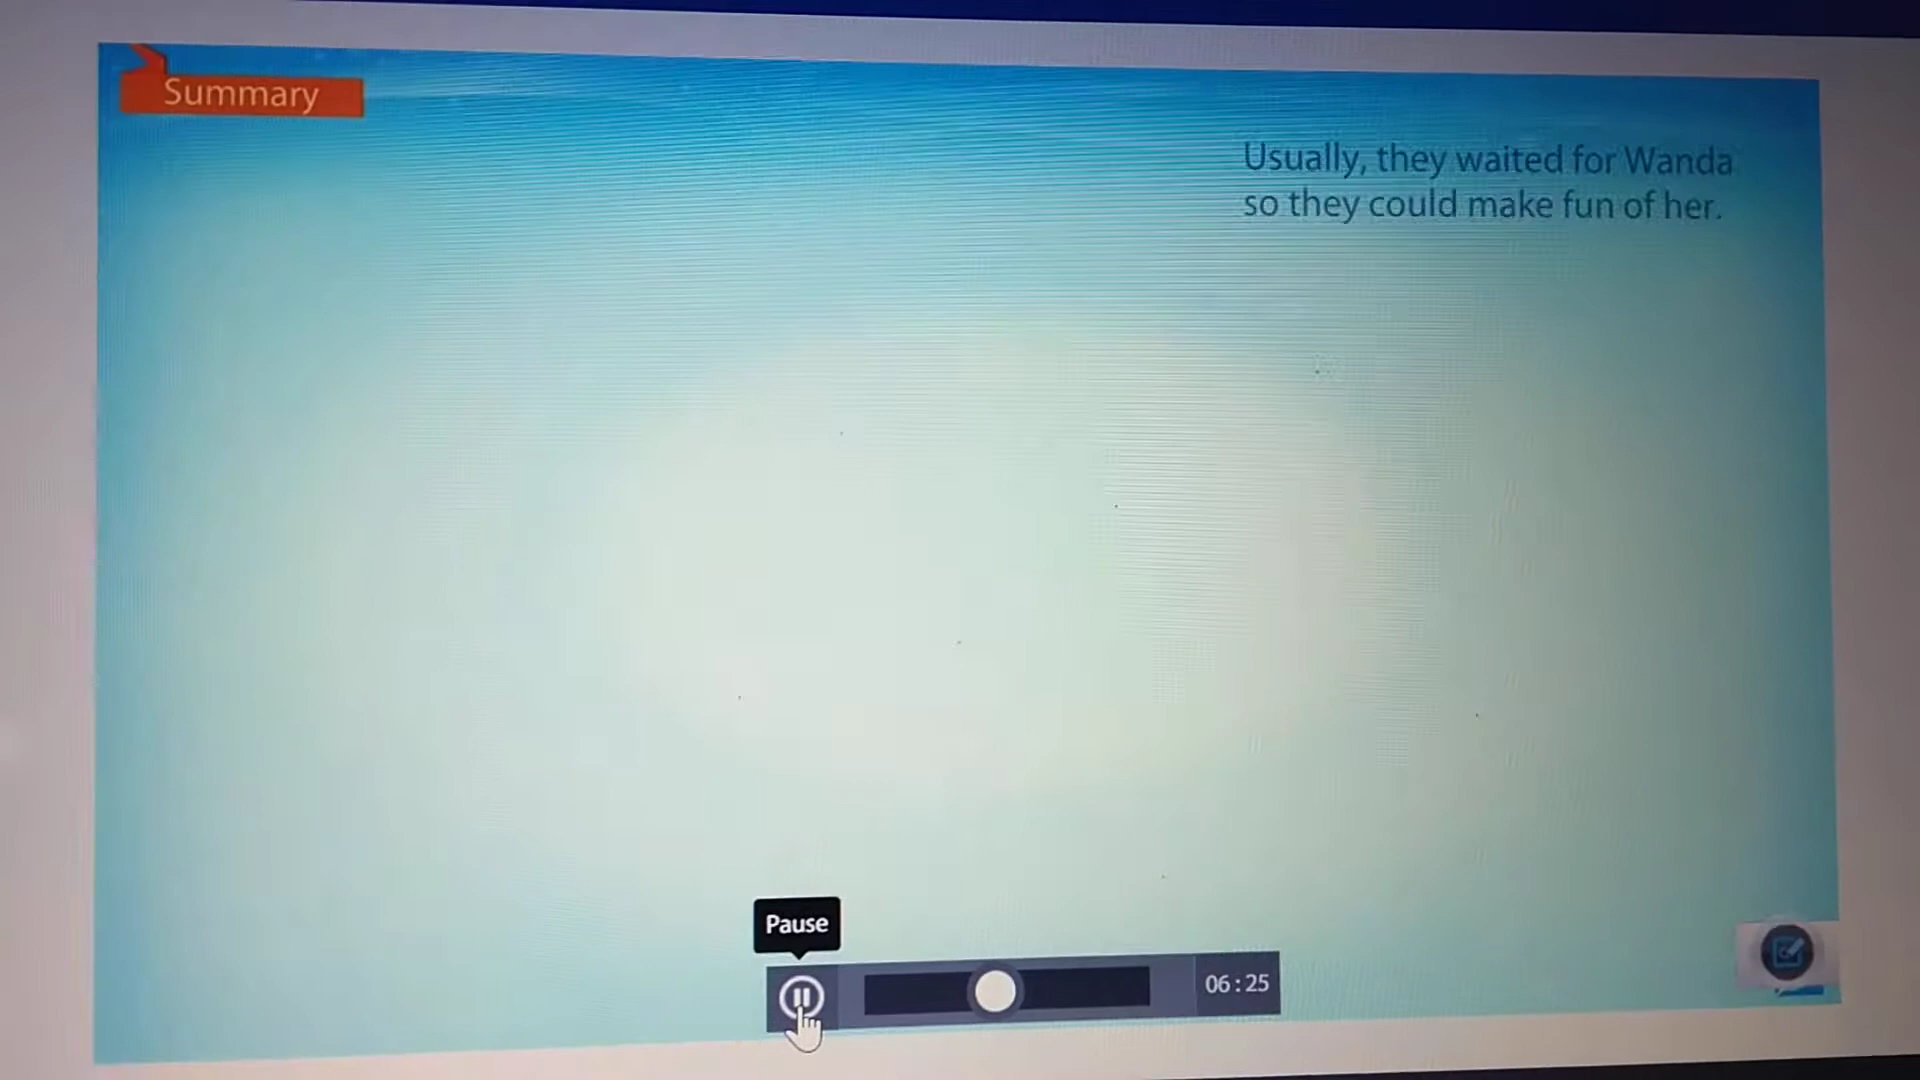 Summary
Usually, they waited for Wanda
so they could make fun of her.
Pause
06:25